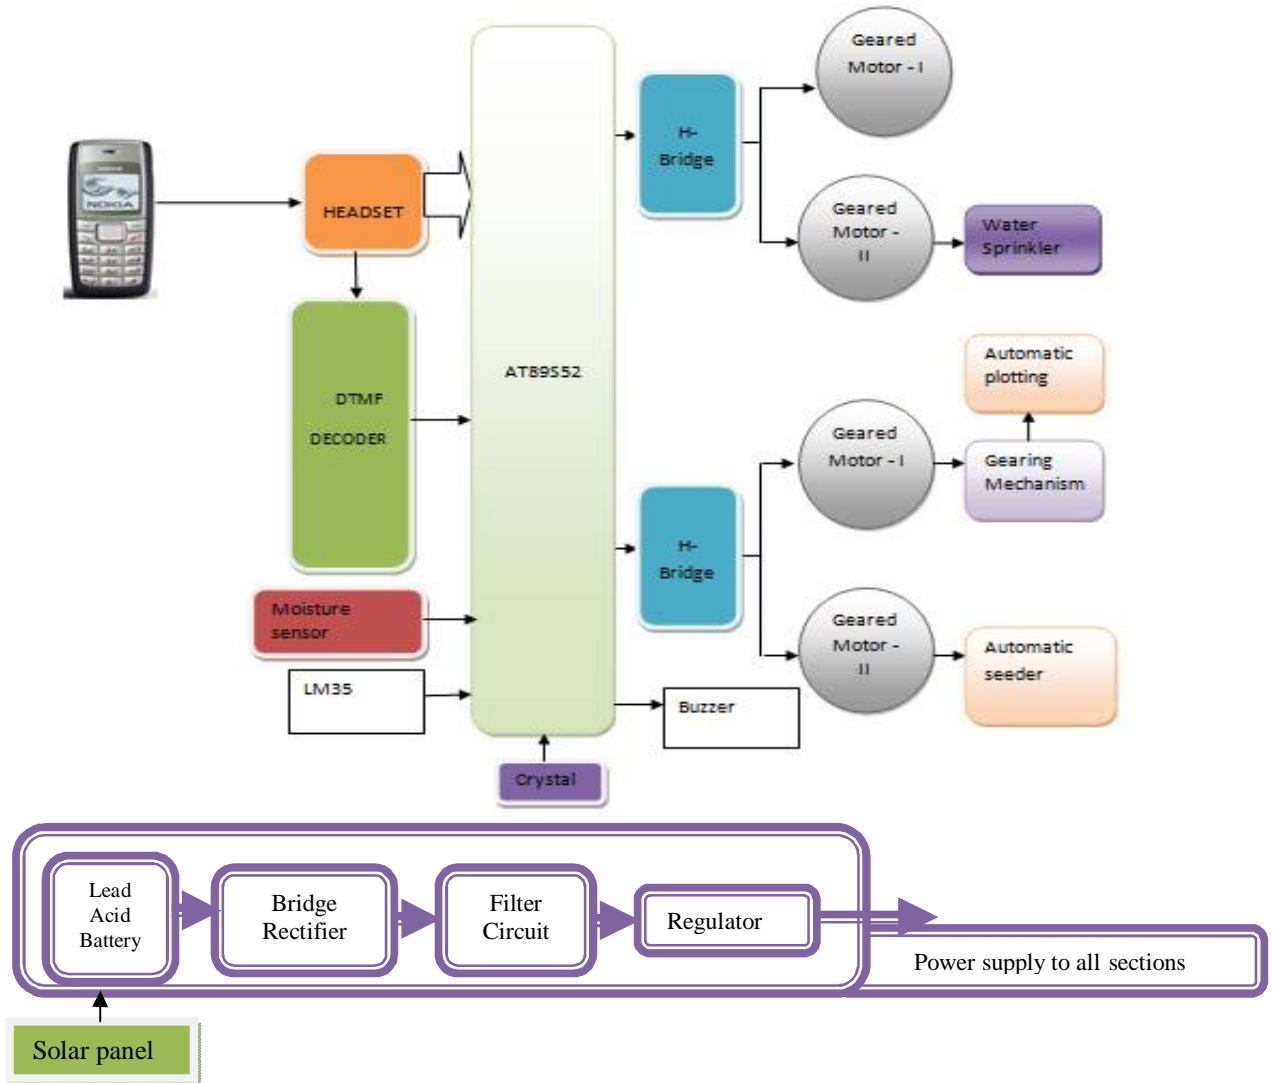 Geared
Motor - I
H-
Bridge
NOKIA
HEADSET
Geared
Motor -
II
Water
Sprinkler
AT89S52
DTMF
DECODER
Automatic
plotting
Geared
Motor - I
Gearing
Mechanism
H-
Bridge
Moisture
sensor
Geared
Motor -
II
Automatic
seeder
LM35
Buzzer
Crystal
Lead
Acid
Battery
Bridge
Rectifier
Filter
Circuit
Regulator
Power supply to all sections
Solar panel